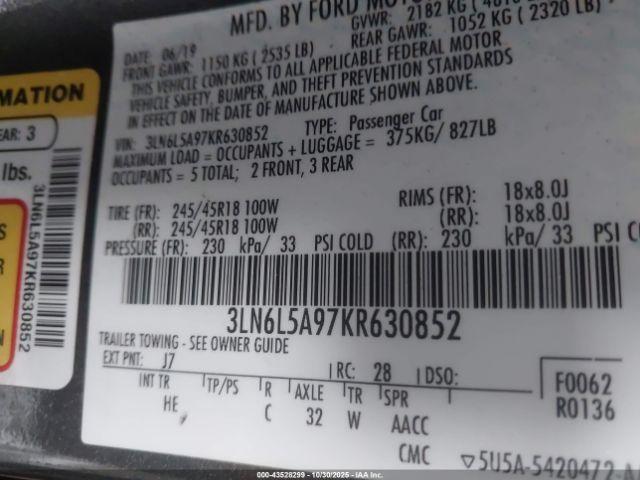 MFD. BY FORD
DATE: 06/19 GVWR: 2182 KG (
FRONT GAWR: 1150 KG ( 2535 LB) REAR GAWR: 1052 KG ( 2320 LB)
THIS VEHICLE CONFORMS TO ALL APPLICABLE FEDERAL MOTOR
VEHICLE SAFETY, BUMPER, AND THEFT PREVENTION STANDARDS
IN EFFECT ON THE DATE OF MANUFACTURE SHOWN ABOVE.
VIN: 3LN6L5A97KR630852 TYPE: Passenger Car
MAXIMUM LOAD = OCCUPANTS + LUGGAGE = 375KG/ 827LB
OCCUPANTS = 5 TOTAL; 2 FRONT, 3 REAR
TIRE (FR): 245/45R18 100W RIMS (FR): 18x8.0J
(RR): 245/45R18 100W (RR): 18x8.0J
PRESSURE (FR): 230 kPa/ 33 PSI COLD (RR): 230 kPa/ 33 PSI
3LN6L5A97KR630852
TRAILER TOWING - SEE OWNER GUIDE
EXT PNT: J7 RC: 28 DSO:
INT TR TP/PS R AXLE TR SPR F0062
HE C 32 W AACC R0136
CMC 5U5A-5420472-A
RMATION
EAR: 3
lbs.
3LN6L5A97KR630852
S
R
000-43528299 - 10/30/2025 - IAAI.com